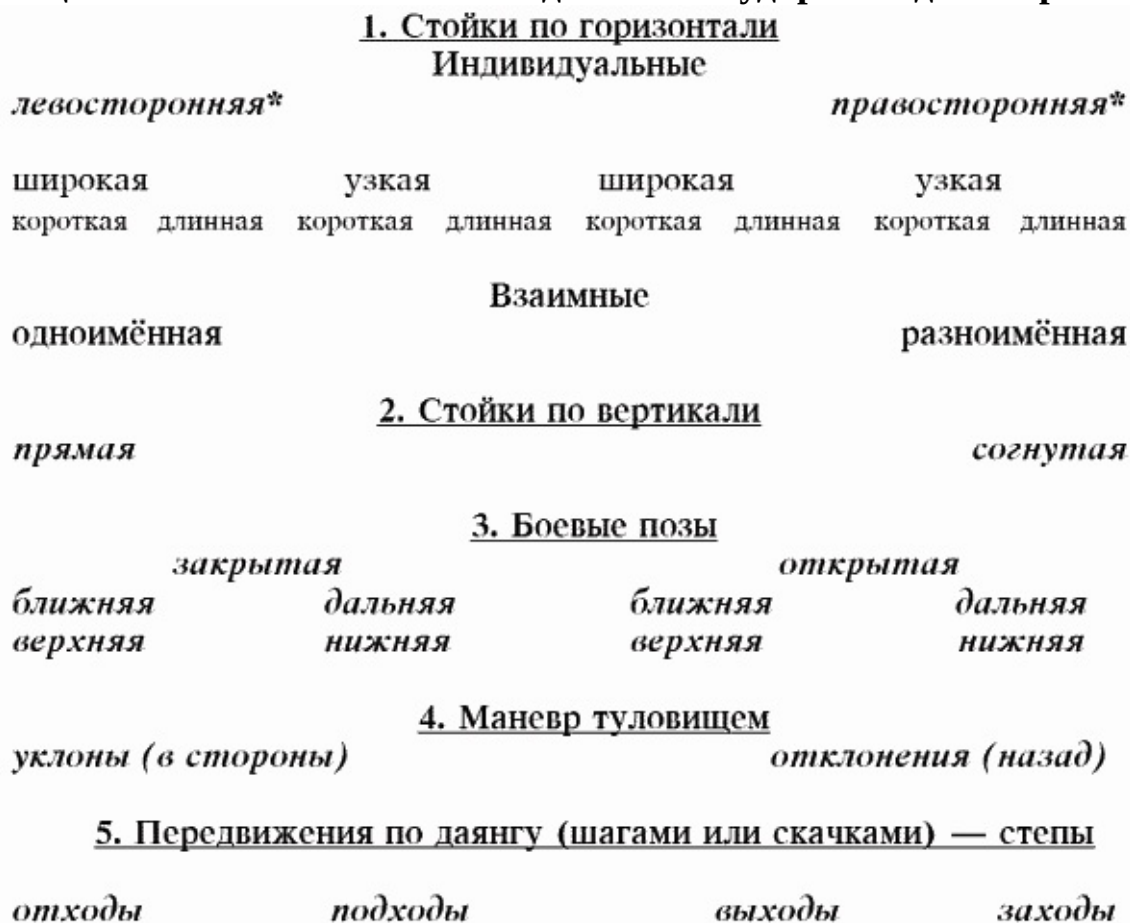 1. Стойки по горизонтали
Индивидуальные
левосторонняя* правосторонняя*
широкая узкая широкая узкая
короткая длинная короткая длинная короткая длинная короткая длинная
Взаимные
одноимённая разноимённая
2. Стойки по вертикали
прямая согнутая
3. Боевые позы
закрытая открытая
ближняя дальняя ближняя дальняя
верхняя нижняя верхняя нижняя
4. Маневр туловищем
уклоны (в стороны) отклонения (назад)
5. Передвижения по даянгу (шагами или скачками) — степы
отходы подходы выходы заходы